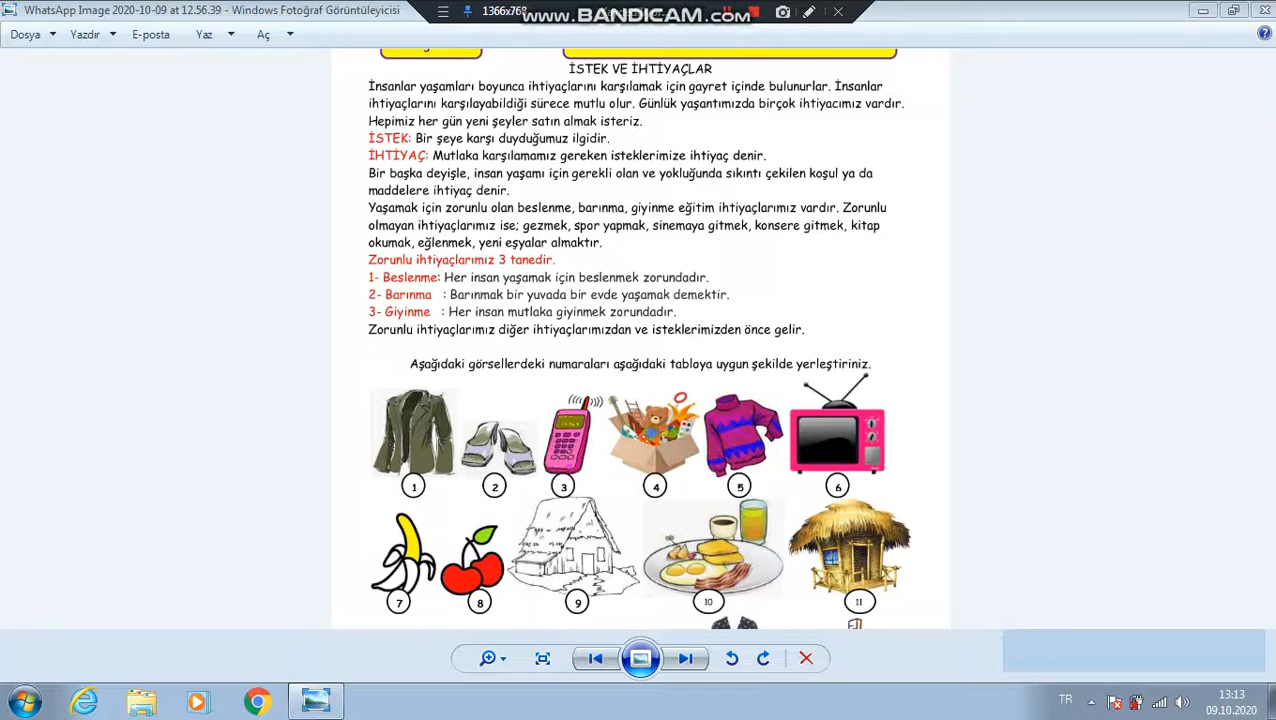 WhatsApp Image 2020-10-09 at 12.56.39 - Windows Fotoğraf Görüntüleyicisi
1366x768
www.BANDICAM.com
Dosya Yazdır E-posta Yaz Aç
İSTEK VE İHTİYAÇLAR
İnsanlar yaşamları boyunca ihtiyaçlarını karşılamak için gayret içinde bulunurlar. İnsanlar
ihtiyaçlarını karşılayabildiği sürece mutlu olur. Günlük yaşantımızda birçok ihtiyacımız vardır.
Hepimiz her gün yeni şeyler satın almak isteriz.
İSTEK: Bir şeye karşı duyduğumuz ilgidir.
İHTİYAÇ: Mutlaka karşılamamız gereken isteklerimize ihtiyaç denir.
Bir başka deyişle, insan yaşamı için gerekli olan ve yokluğunda sıkıntı çekilen koşul ya da
maddelere ihtiyaç denir.
Yaşamak için zorunlu olan beslenme, barınma, giyinme eğitim ihtiyaçlarımız vardır. Zorunlu
olmayan ihtiyaçlarımız ise; gezmek, spor yapmak, sinemaya gitmek, konsere gitmek, kitap
okumak, eğlenmek, yeni eşyalar almaktır.
Zorunlu ihtiyaçlarımız 3 tanedir.
1- Beslenme: Her insan yaşamak için beslenmek zorundadır.
2- Barınma : Barınmak bir yuvada bir evde yaşamak demektir.
3- Giyinme : Her insan mutlaka giyinmek zorundadır.
Zorunlu ihtiyaçlarımız diğer ihtiyaçlarımızdan ve isteklerimizden önce gelir.
Aşağıdaki görsellerdeki numaraları aşağıdaki tabloya uygun şekilde yerleştiriniz.
1 2 3 4 5 6
7 8 9 10 11
TR
13:13
09.10.2020